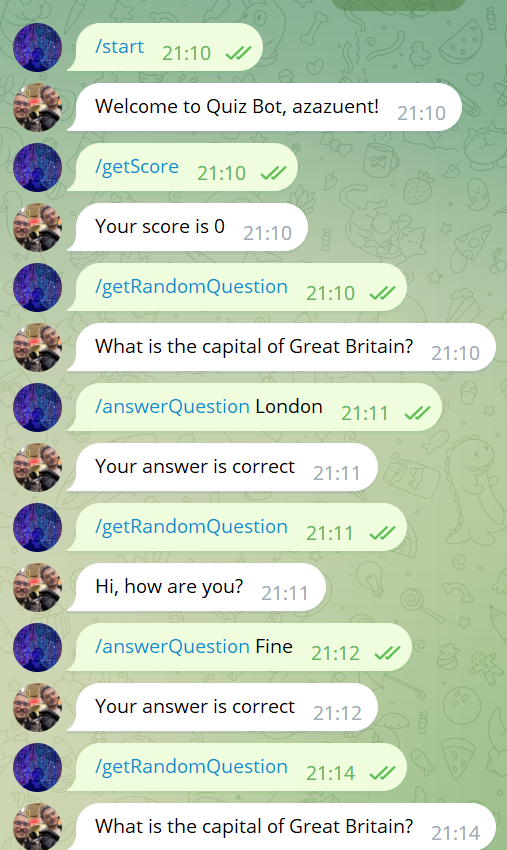 /start 21:10
Welcome to Quiz Bot, azazuent! 21:10
/getScore 21:10
Your score is 0 21:10
/getRandomQuestion 21:10
What is the capital of Great Britain? 21:10
/answerQuestion London 21:11
Your answer is correct 21:11
/getRandomQuestion 21:11
Hi, how are you? 21:11
/answerQuestion Fine 21:12
Your answer is correct 21:12
/getRandomQuestion 21:14
What is the capital of Great Britain? 21:14